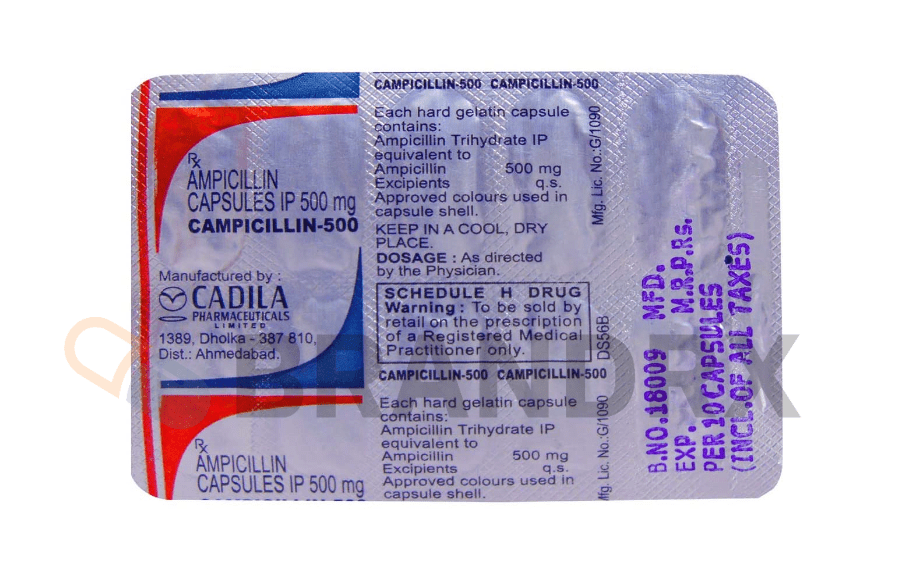 Rx
AMPICILLIN
CAPSULES IP 500 mg
CAMPICILLIN-500
Manufactured by :
CADILA
PHARMACEUTICALS
LIMITED
1389, Dholka - 387 810,
Dist.: Ahmedabad.
Rx
AMPICILLIN
CAPSULES IP 500 mg
CAMPICILLIN-500
CAMPICILLIN-500 CAMPICILLIN-500
Each hard gelatin capsule
contains:
Ampicillin Trihydrate IP
equivalent to
Ampicillin 500 mg
Excipients q.s.
Approved colours used in
capsule shell.
KEEP IN A COOL, DRY
PLACE.
DOSAGE : As directed
by the Physician.
SCHEDULE H DRUG
Warning : To be sold by
retail on the prescription
of a Registered Medical
Practitioner only.
CAMPICILLIN-500 CAMPICILLIN-500
Each hard gelatin capsule
contains:
Ampicillin Trihydrate IP
equivalent to
Ampicillin 500 mg
Excipients q.s.
Approved colours used in
capsule shell.
Mfg. Lic. No.:G/1090
DS56B
Mfg. Lic. No.:G/1090
B.NO.18009 MFD.
EXP. M.R.P.Rs.
PER 10 CAPSULES
(INCL.OF ALL TAXES)
BRANDRX